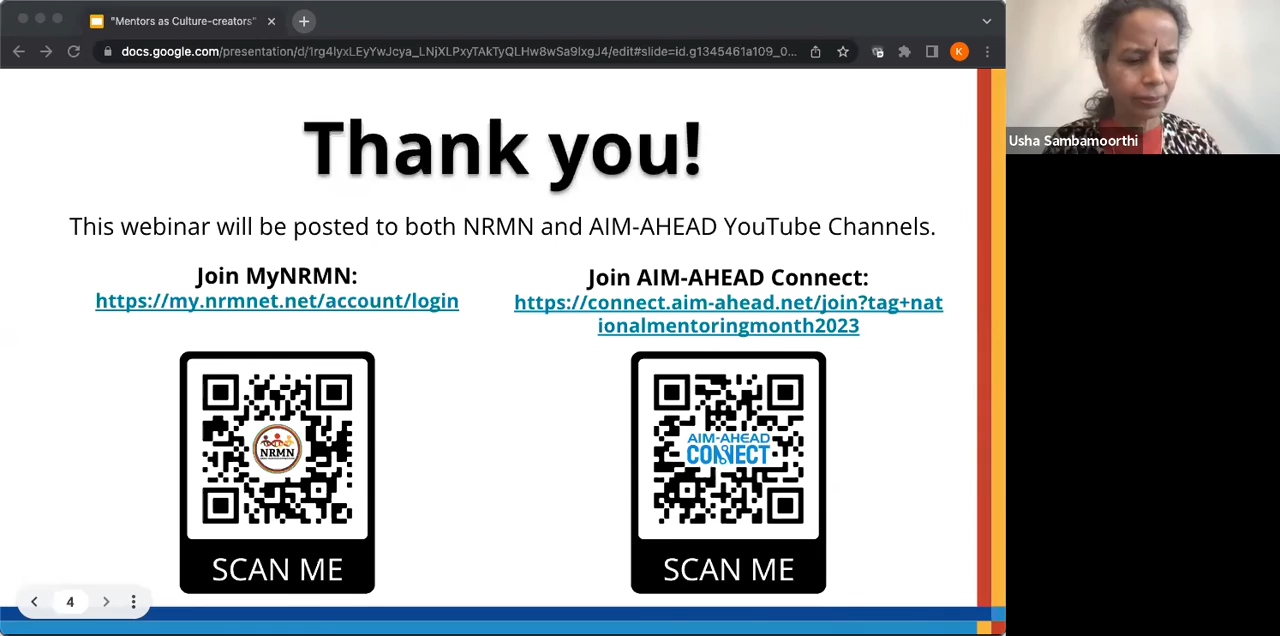 "Mentors as Culture-creators"
docs.google.com/presentation/d/1rg4lyxLEyYwJcya_LNjXLPxyTAkTyQLHw8wSa9lxgJ4/edit#slide=id.g1345461a109_0...
K
Usha Sambamoorthi
Thank you!
This webinar will be posted to both NRMN and AIM-AHEAD YouTube Channels.
Join MyNRMN:
https://my.nrmnet.net/account/login
Join AIM-AHEAD Connect:
https://connect.aim-ahead.net/join?tag+nat
ionalmentoringmonth2023
NRMN
SCAN ME
AIM-AHEAD
CONNECT
SCAN ME
4